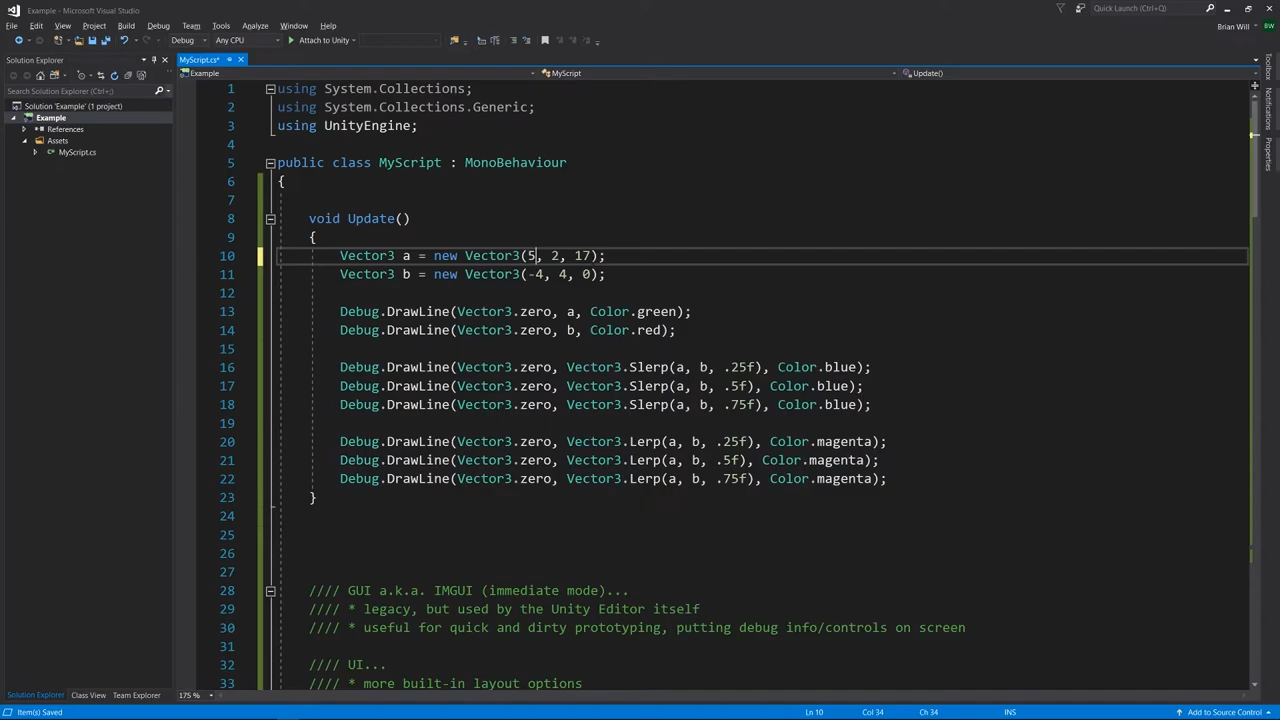 Example - Microsoft Visual Studio
Quick Launch (Ctrl+Q)
File Edit View Project Build Debug Team Tools Test Analyze Window Help
Brian Will BW
Debug Any CPU Attach to Unity
Solution Explorer
MyScript.cs*
Example MyScript Update()
Search Solution Explorer (Ctrl+;)
Solution 'Example' (1 project)
Example
References
Assets
MyScript.cs
1 using System.Collections;
2 using System.Collections.Generic;
3 using UnityEngine;
4
5 public class MyScript : MonoBehaviour
6 {
7
8 void Update()
9 {
10 Vector3 a = new Vector3(5, 2, 17);
11 Vector3 b = new Vector3(-4, 4, 0);
12
13 Debug.DrawLine(Vector3.zero, a, Color.green);
14 Debug.DrawLine(Vector3.zero, b, Color.red);
15
16 Debug.DrawLine(Vector3.zero, Vector3.Slerp(a, b, .25f), Color.blue);
17 Debug.DrawLine(Vector3.zero, Vector3.Slerp(a, b, .5f), Color.blue);
18 Debug.DrawLine(Vector3.zero, Vector3.Slerp(a, b, .75f), Color.blue);
19
20 Debug.DrawLine(Vector3.zero, Vector3.Lerp(a, b, .25f), Color.magenta);
21 Debug.DrawLine(Vector3.zero, Vector3.Lerp(a, b, .5f), Color.magenta);
22 Debug.DrawLine(Vector3.zero, Vector3.Lerp(a, b, .75f), Color.magenta);
23 }
24
25
26
27
28 //// GUI a.k.a. IMGUI (immediate mode)...
29 //// * legacy, but used by the Unity Editor itself
30 //// * useful for quick and dirty prototyping, putting debug info/controls on screen
31
32 //// UI...
33 //// * more built-in layout options
Toolbox
Notifications
Properties
Solution Explorer Class View Team Explorer
175 %
Item(s) Saved
Ln 10 Col 34 Ch 34 INS
Add to Source Control